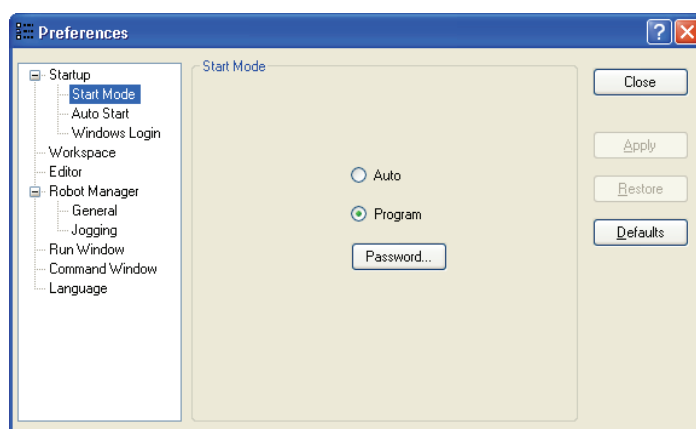 Preferences
Startup
Start Mode
Auto Start
Windows Login
Workspace
Editor
Robot Manager
General
Jogging
Run Window
Command Window
Language
Start Mode
Auto
Program
Password...
Close
Apply
Restore
Defaults